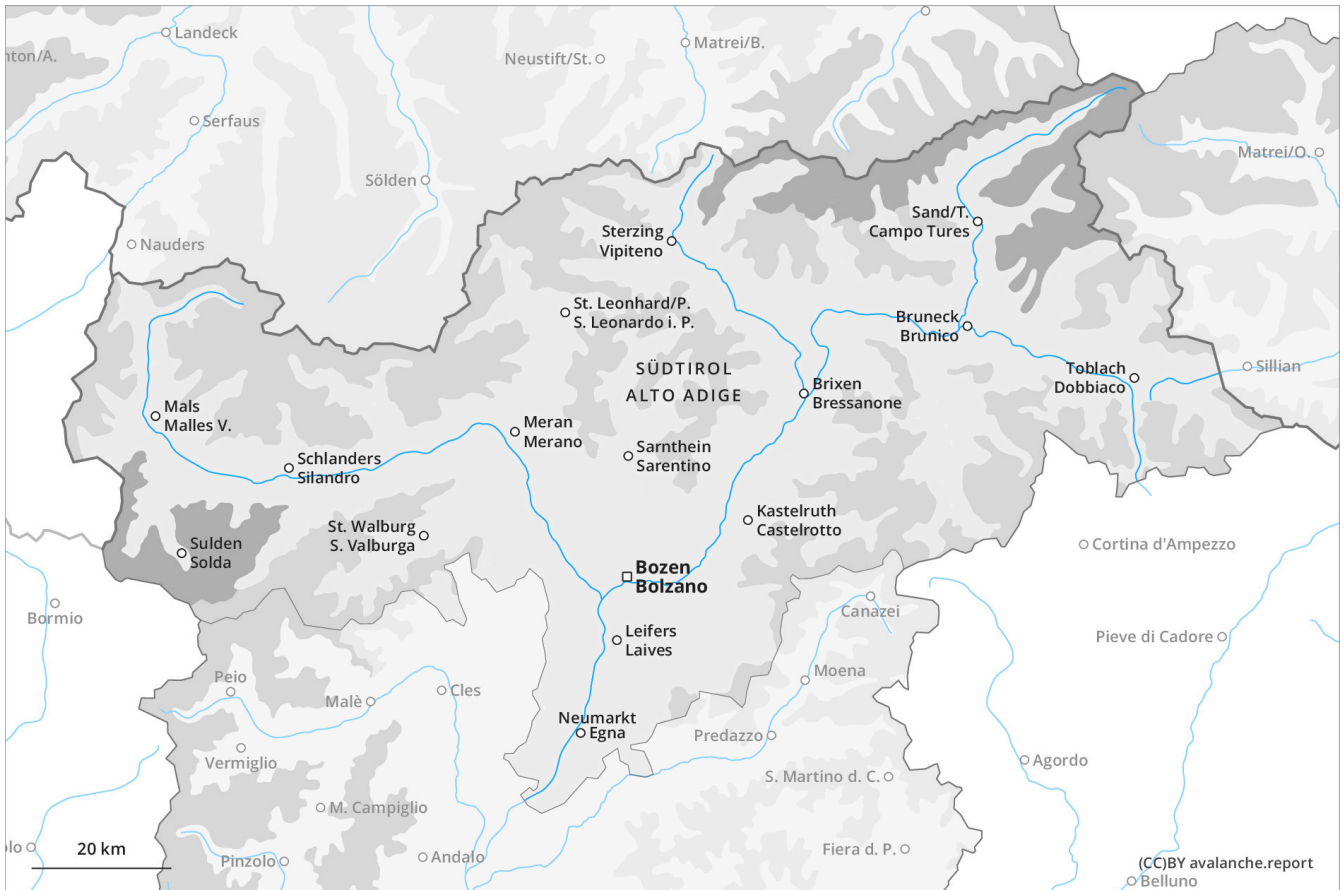 Landeck
nton/A.
Neustift/St.
Matrei/B.
Serfaus
Matrei/O.
Sölden
Nauders
Sand/T.
Campo Tures
Sterzing
Vipiteno
St. Leonhard/P.
S. Leonardo i. P.
Bruneck
Brunico
SÜDTIROL
ALTO ADIGE
Toblach
Dobbiaco
Sillian
Brixen
Bressanone
Mals
Malles V.
Meran
Merano
Schlanders
Silandro
Sarnthein
Sarentino
Kastelruth
Castelrotto
St. Walburg
S. Valburga
Sulden
Solda
Cortina d'Ampezzo
Bozen
Bolzano
Bormio
Canazei
Leifers
Laives
Pieve di Cadore
Peio
Moena
Cles
Malè
Neumarkt
Egna
Predazzo
Vermiglio
Agordo
S. Martino d. C.
M. Campiglio
20 km
olo
Pinzolo
Andalo
Fiera d. P.
(CC)BY avalanche.report
Belluno